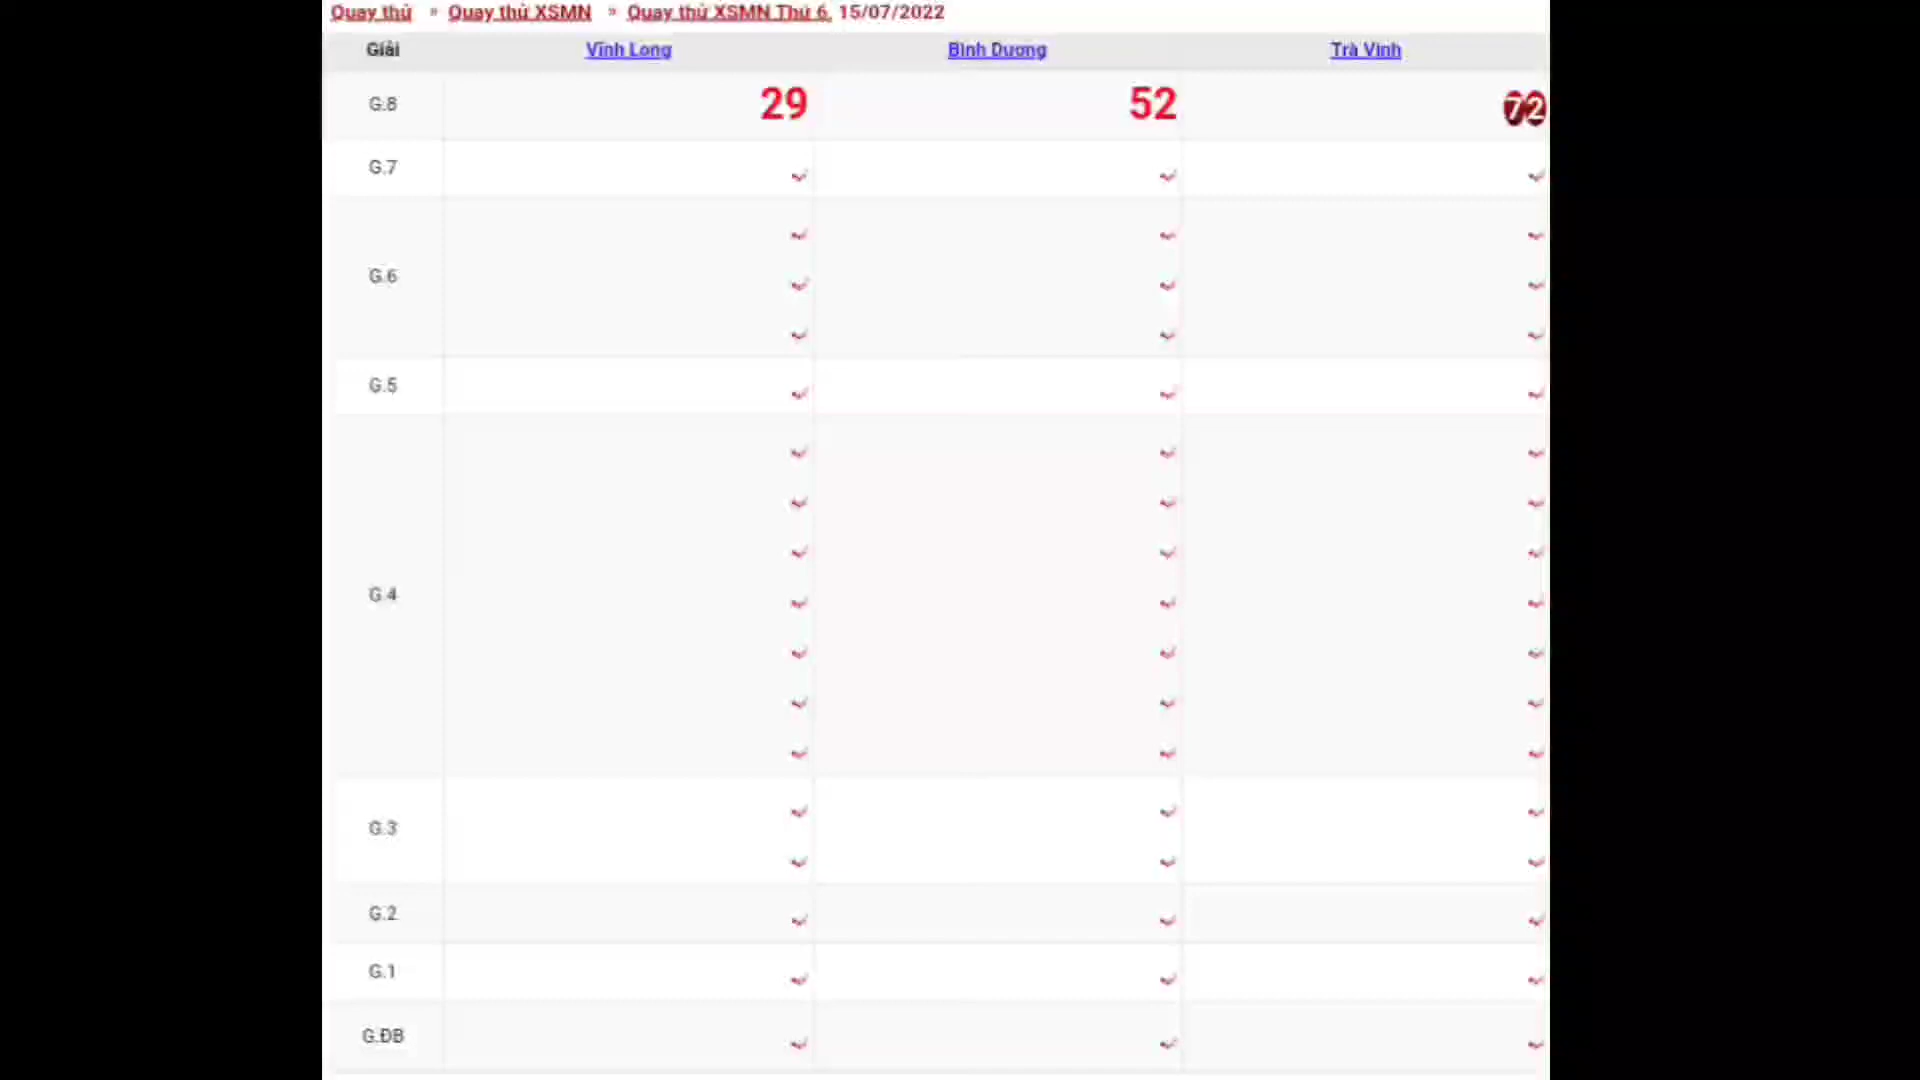 Quay thử » Quay thử XSMN » Quay thử XSMN Thứ 6, 15/07/2022
Giải Vĩnh Long Bình Dương Trà Vinh
G.8 29 52 72
G.7
G.6
G.5
G.4
G.3
G.2
G.1
G.ĐB